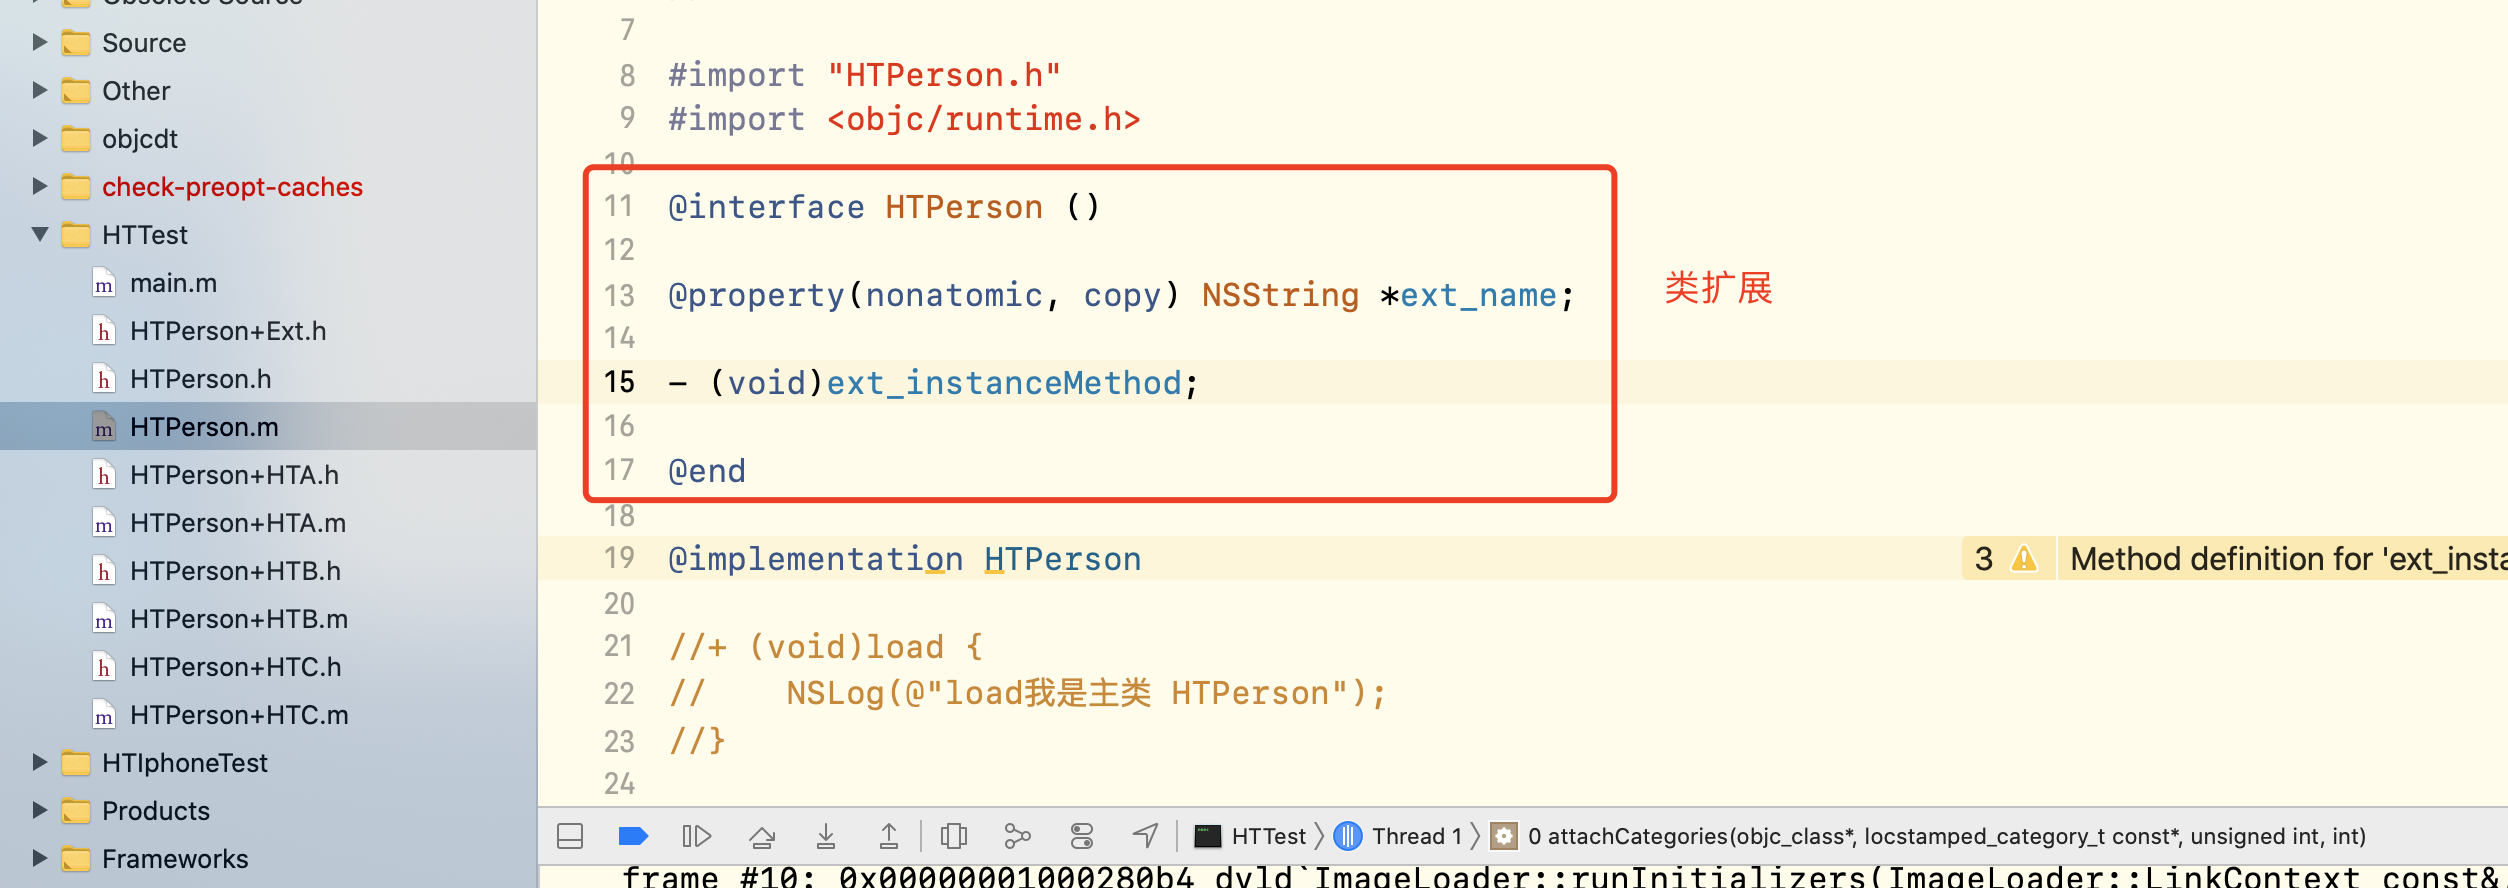 Obsolete Source
Source
Other
objcdt
check-preopt-caches
HTTest
m main.m
h HTPerson+Ext.h
h HTPerson.h
m HTPerson.m
h HTPerson+HTA.h
m HTPerson+HTA.m
h HTPerson+HTB.h
m HTPerson+HTB.m
h HTPerson+HTC.h
m HTPerson+HTC.m
HTIphoneTest
Products
Frameworks
7
8 #import "HTPerson.h"
9 #import <objc/runtime.h>
10
11 @interface HTPerson ()
12
13 @property(nonatomic, copy) NSString *ext_name;
类扩展
14
15 - (void)ext_instanceMethod;
16
17 @end
18
19 @implementation HTPerson
3 Method definition for 'ext_insta
20
21 //+ (void)load {
22 //    NSLog(@"load我是主类 HTPerson");
23 //}
24
HTTest Thread 1 0 attachCategories(objc_class*, locstamped_category_t const*, unsigned int, int)
frame #10: 0x00000001000280b4 dyld`ImageLoader::runInitializers(ImageLoader::LinkContext const&